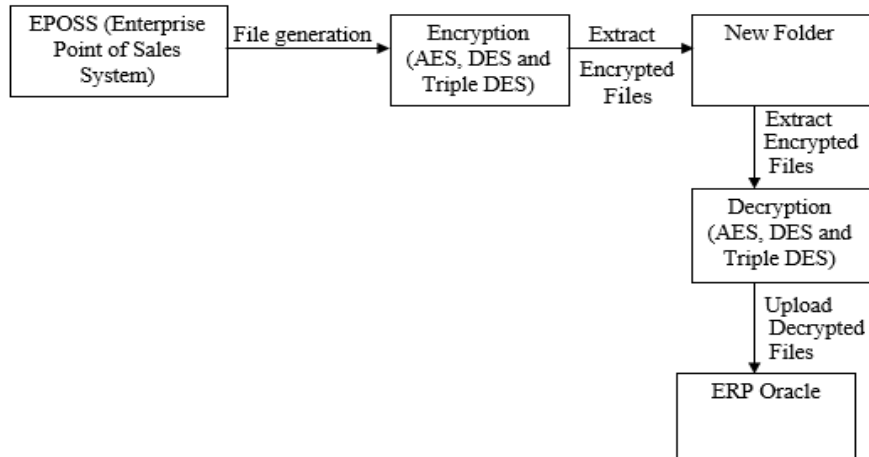 EPOSS (Enterprise
Point of Sales
System)
File generation
Encryption
(AES, DES and
Triple DES)
Extract
Encrypted
Files
New Folder
Extract
Encrypted
Files
Decryption
(AES, DES and
Triple DES)
Upload
Decrypted
Files
ERP Oracle